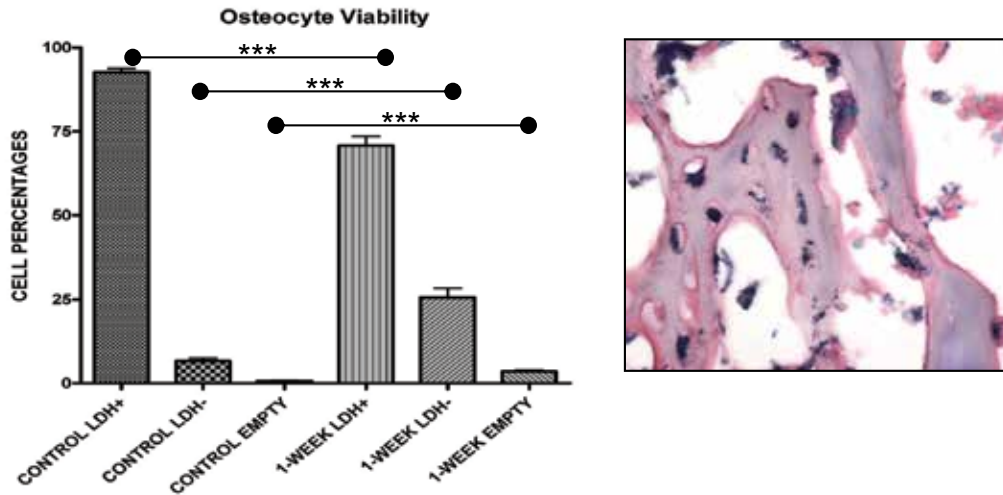 Osteocyte Viability
***
***
***
100
75
50
25
0
CELL PERCENTAGES
CONTROL LDH+
CONTROL LDH-
CONTROL EMPTY
1-WEEK LDH+
1-WEEK LDH-
1-WEEK EMPTY